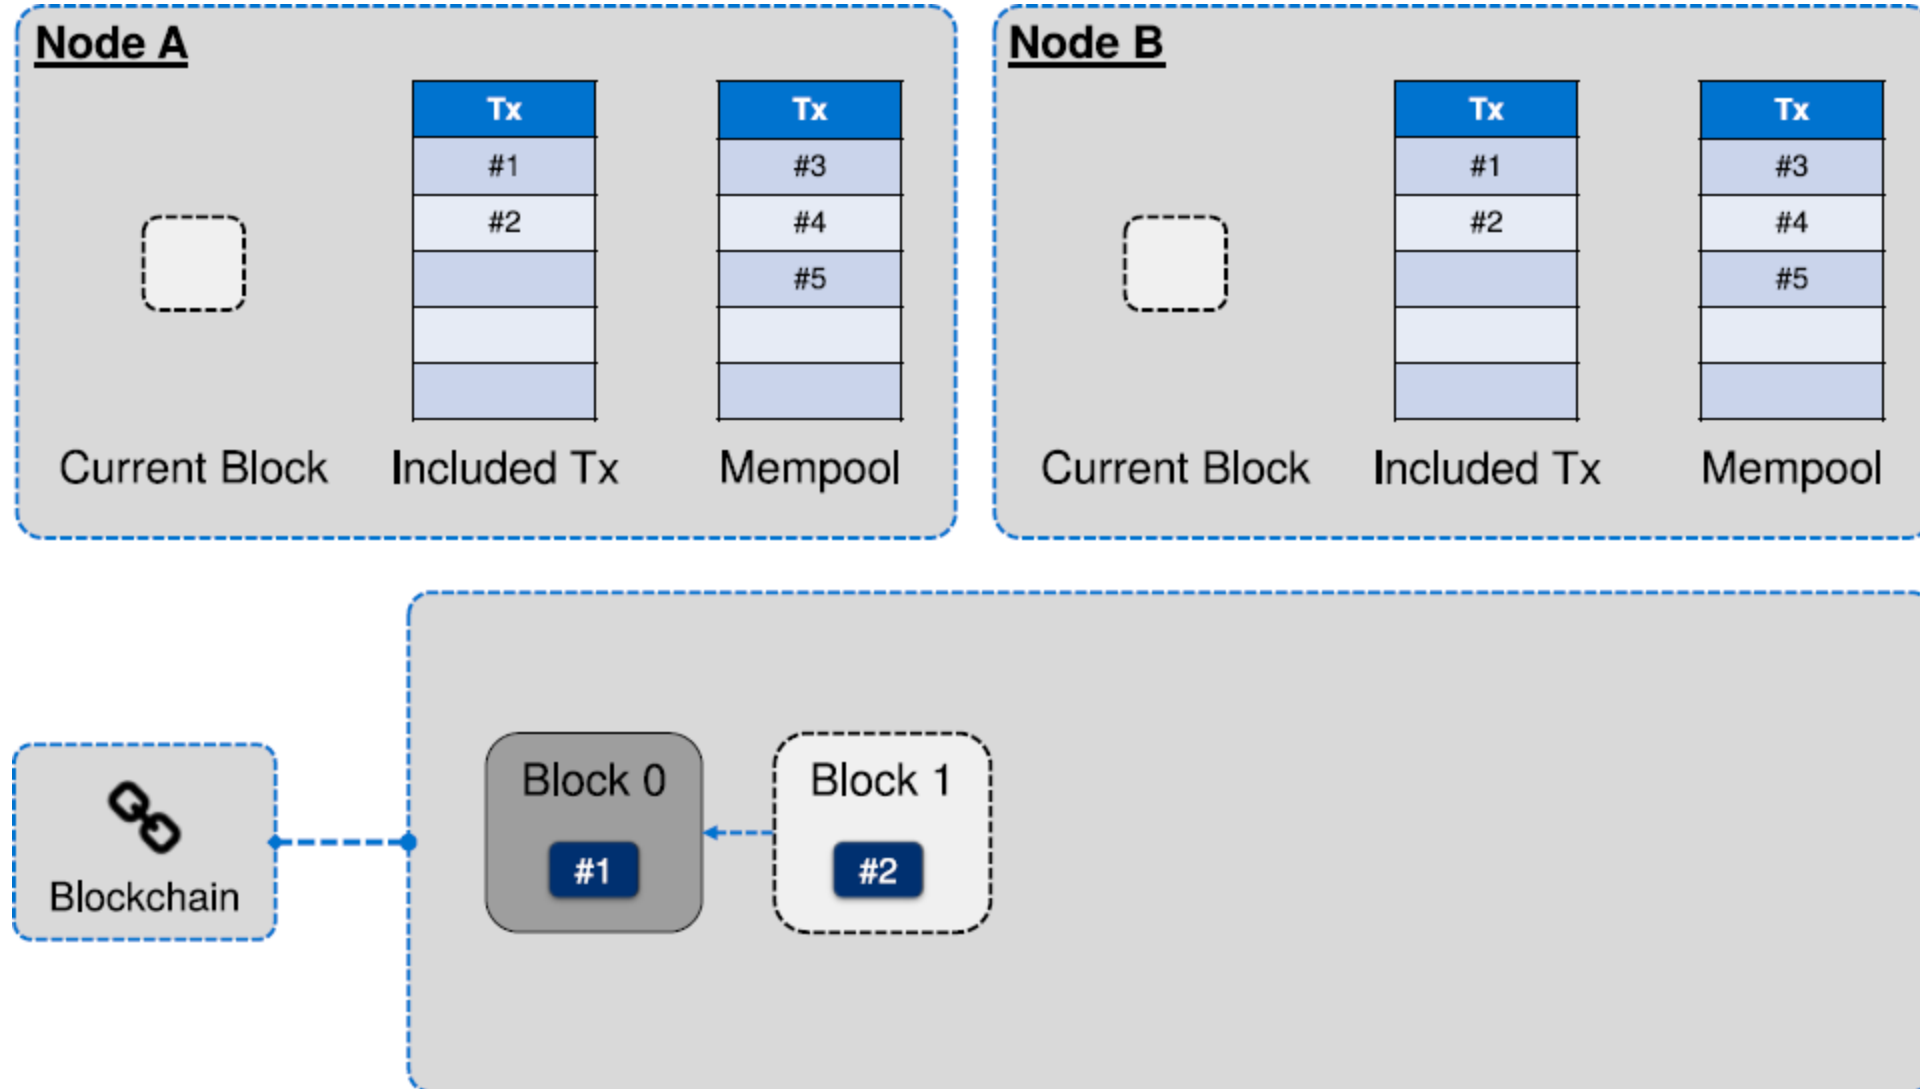 Node A
Tx
#1
#2
Included Tx
Tx
#3
#4
#5
Mempool
Current Block
Node B
Tx
#1
#2
Included Tx
Tx
#3
#4
#5
Mempool
Current Block
Blockchain
Block 0
#1
Block 1
#2